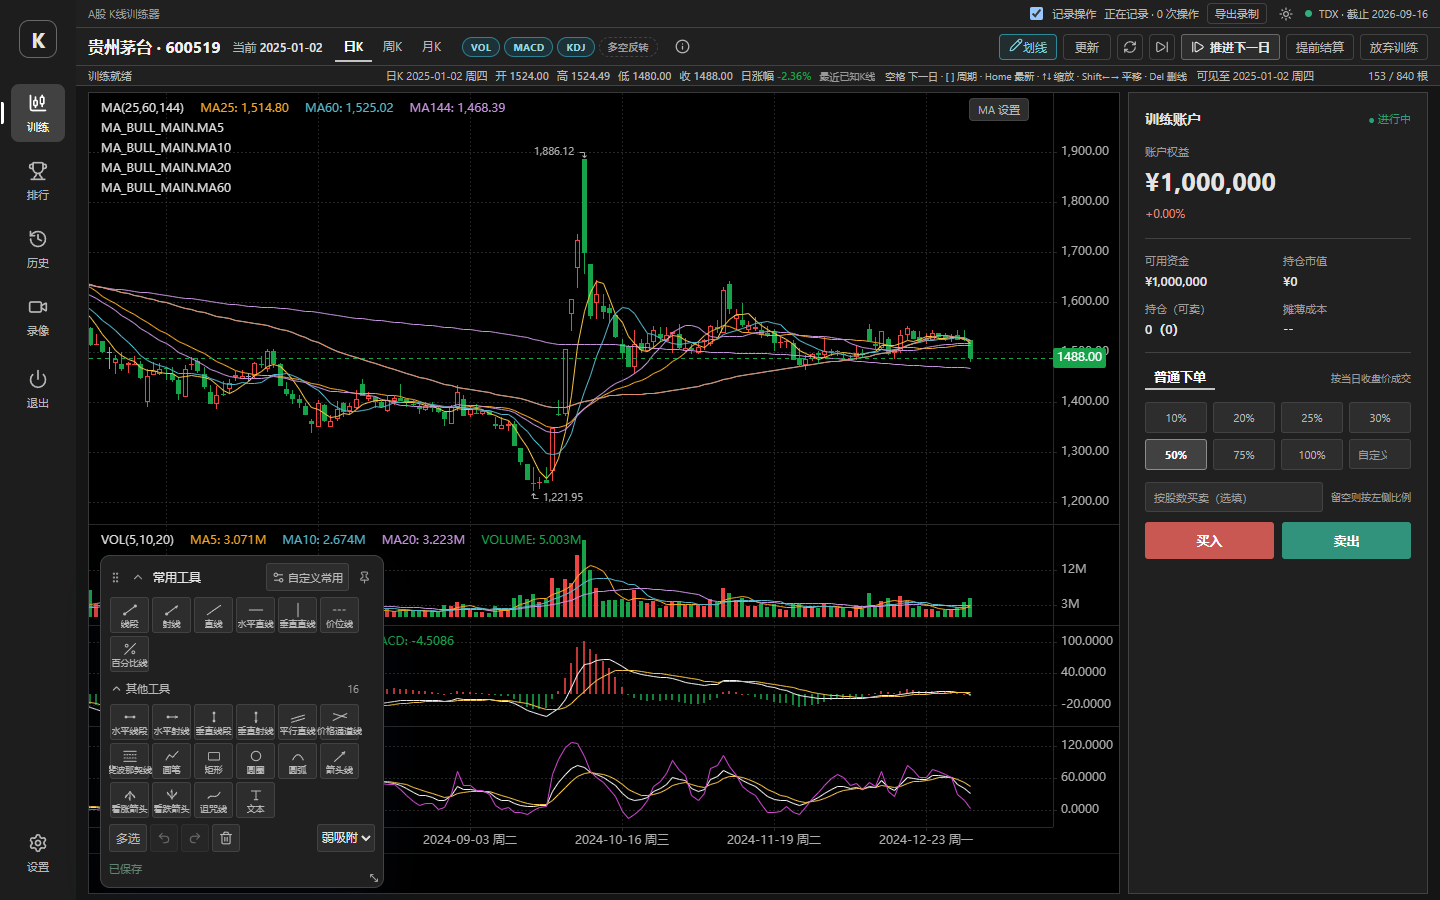 A股 K线训练器
记录操作 正在记录 · 0 次操作 导出录制 TDX · 截止 2026-09-16
K
贵州茅台 · 600519 当前 2025-01-02 日K 周K 月K VOL MACD KDJ 多空反转
划线 更新 推进下一日 提前结算 放弃训练
训练就绪 日K 2025-01-02 周四 开 1524.00 高 1524.49 低 1480.00 收 1488.00 日涨幅 -2.36% 最近已知K线 空格 下一日 · [ ] 周期 · Home 最新 · ↑↓ 缩放 · Shift←→ 平移 · Del 删线 可见至 2025-01-02 周四 153 / 840 根
训练
排行
历史
录像
退出
设置
MA(25,60,144) MA25: 1,514.80 MA60: 1,525.02 MA144: 1,468.39
MA 设置
MA_BULL_MAIN.MA5
MA_BULL_MAIN.MA10
MA_BULL_MAIN.MA20
MA_BULL_MAIN.MA60
1,886.12
1,221.95
1,900.00
1,800.00
1,700.00
1,600.00
1488.00
1,400.00
1,300.00
1,200.00
VOL(5,10,20) MA5: 3.071M MA10: 2.674M MA20: 3.223M VOLUME: 5.003M
12M
3M
ACD: -4.5086
100.0000
40.0000
-20.0000
120.0000
60.0000
0.0000
2024-09-03 周二 2024-10-16 周三 2024-11-19 周二 2024-12-23 周一
常用工具 自定义常用
线段 射线 直线 水平直线 垂直直线 价位线
百分比线
其他工具 16
水平线段 水平射线 垂直线段 垂直射线 平行直线 价格通道线
斐波那契线 画笔 矩形 圆圈 圆弧 箭头线
看涨箭头 看跌箭头 诅咒线 文本
多选 弱吸附
已保存
训练账户 进行中
账户权益
¥1,000,000
+0.00%
可用资金 持仓市值
¥1,000,000 ¥0
持仓（可卖） 摊薄成本
0（0） --
普通下单 按当日收盘价成交
10% 20% 25% 30%
50% 75% 100% 自定义
按股数买卖（选填） 留空则按左侧比例
买入 卖出